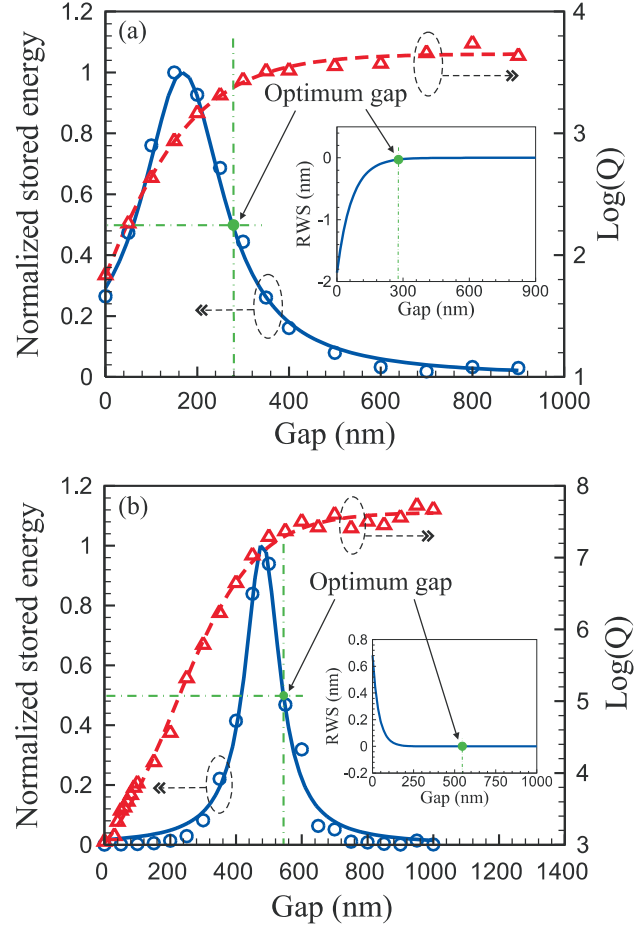 (a)
Normalized stored energy
1.2
1
0.8
0.6
0.4
0.2
0
4
3
2
1
Log(Q)
Optimum gap
0 200 400 600 800 1000
Gap (nm)
RWS (nm)
0
-1
-2
0 300 600 900
Gap (nm)
(b)
Normalized stored energy
1.2
1
0.8
0.6
0.4
0.2
0
8
7
6
5
4
3
Log(Q)
Optimum gap
0 200 400 600 800 1000 1200 1400
Gap (nm)
RWS (nm)
0.8
0.6
0.4
0.2
0
-0.2
0 250 500 750 1000
Gap (nm)